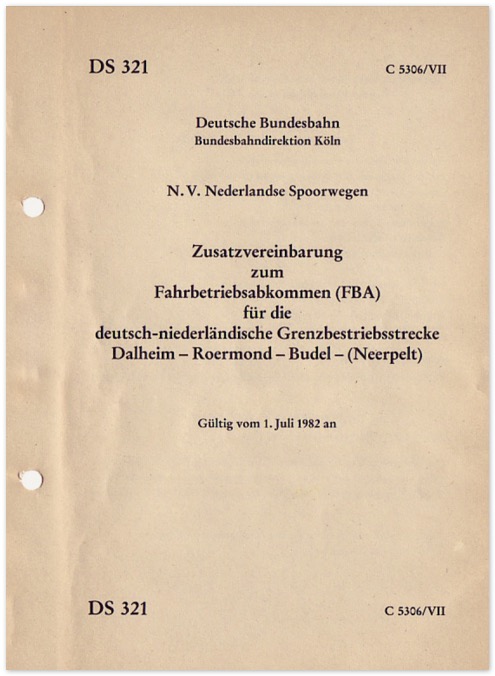 DS 321 C 5306/VII
Deutsche Bundesbahn
Bundesbahndirektion Köln
N. V. Nederlandse Spoorwegen
Zusatzvereinbarung
zum
Fahrbetriebsabkommen (FBA)
für die
deutsch-niederländische Grenzbestriebsstrecke
Dalheim – Roermond – Budel – (Neerpelt)
Gültig vom 1. Juli 1982 an
DS 321 C 5306/VII